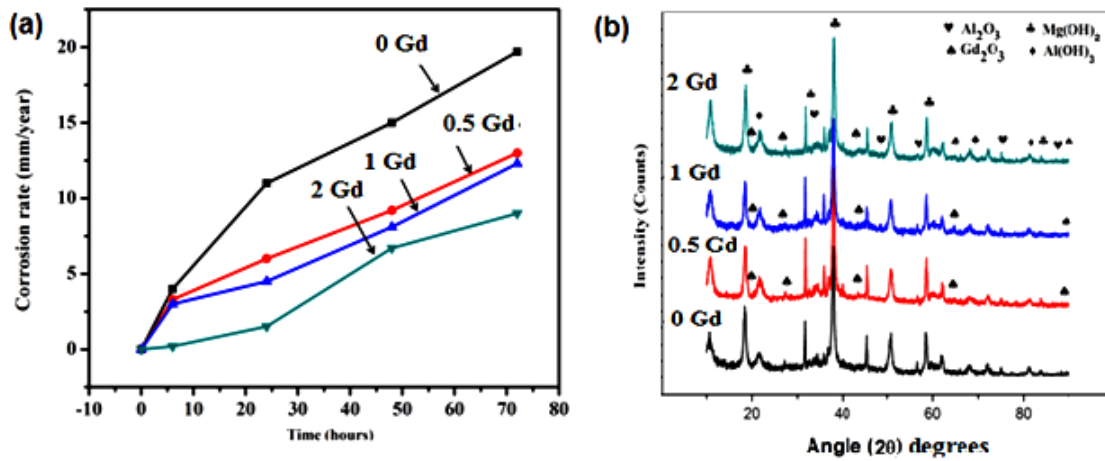 (a)
20
15
10
5
0
Corrosion rate (mm/year)
0 Gd
0.5 Gd
1 Gd
2 Gd
-10 0 10 20 30 40 50 60 70 80
Time (hours)
(b)
Al₂O₃ Mg(OH)₂
Gd₂O₃ Al(OH)₃
2 Gd
1 Gd
0.5 Gd
0 Gd
Intensity (Counts)
20 40 60 80
Angle (2θ) degrees